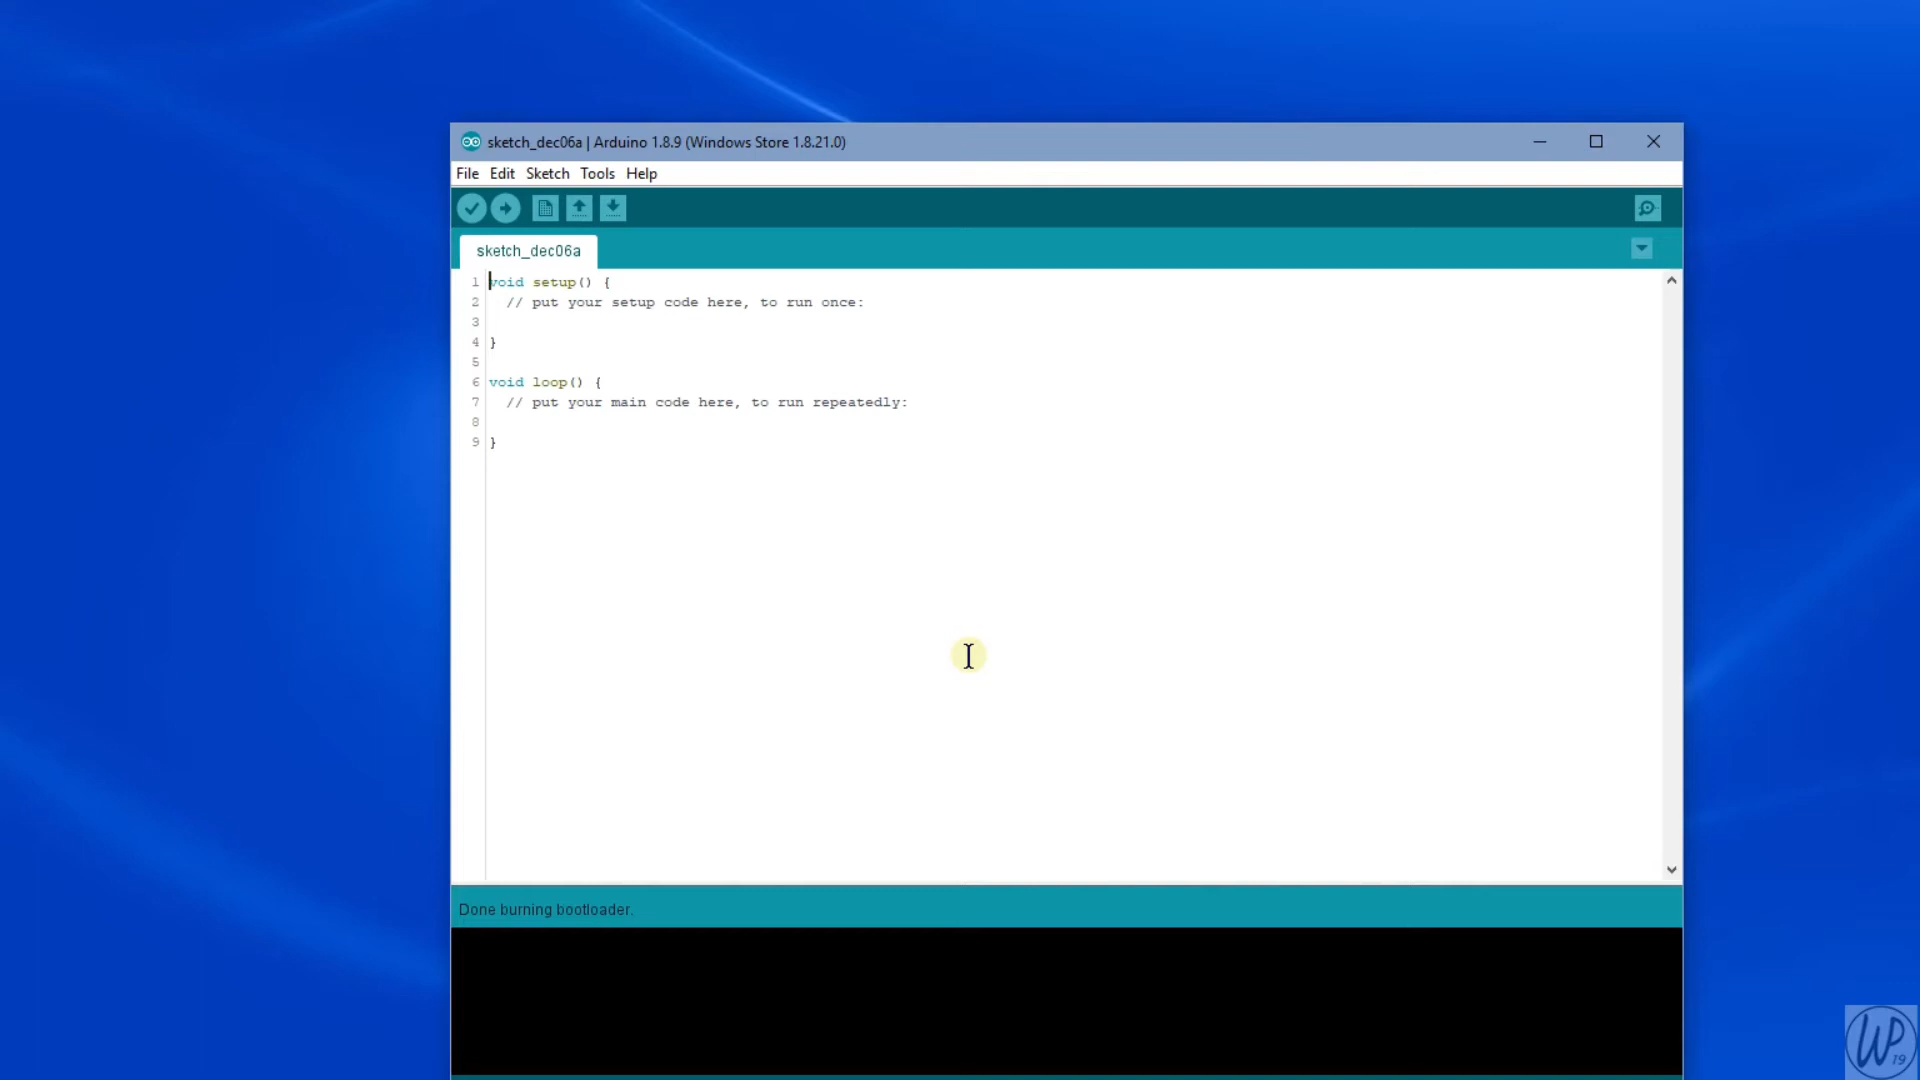 sketch_dec06a | Arduino 1.8.9 (Windows Store 1.8.21.0)
File Edit Sketch Tools Help
sketch_dec06a
1 void setup() {
2 // put your setup code here, to run once:
3
4 }
5
6 void loop() {
7 // put your main code here, to run repeatedly:
8
9 }
Done burning bootloader.
WP
19